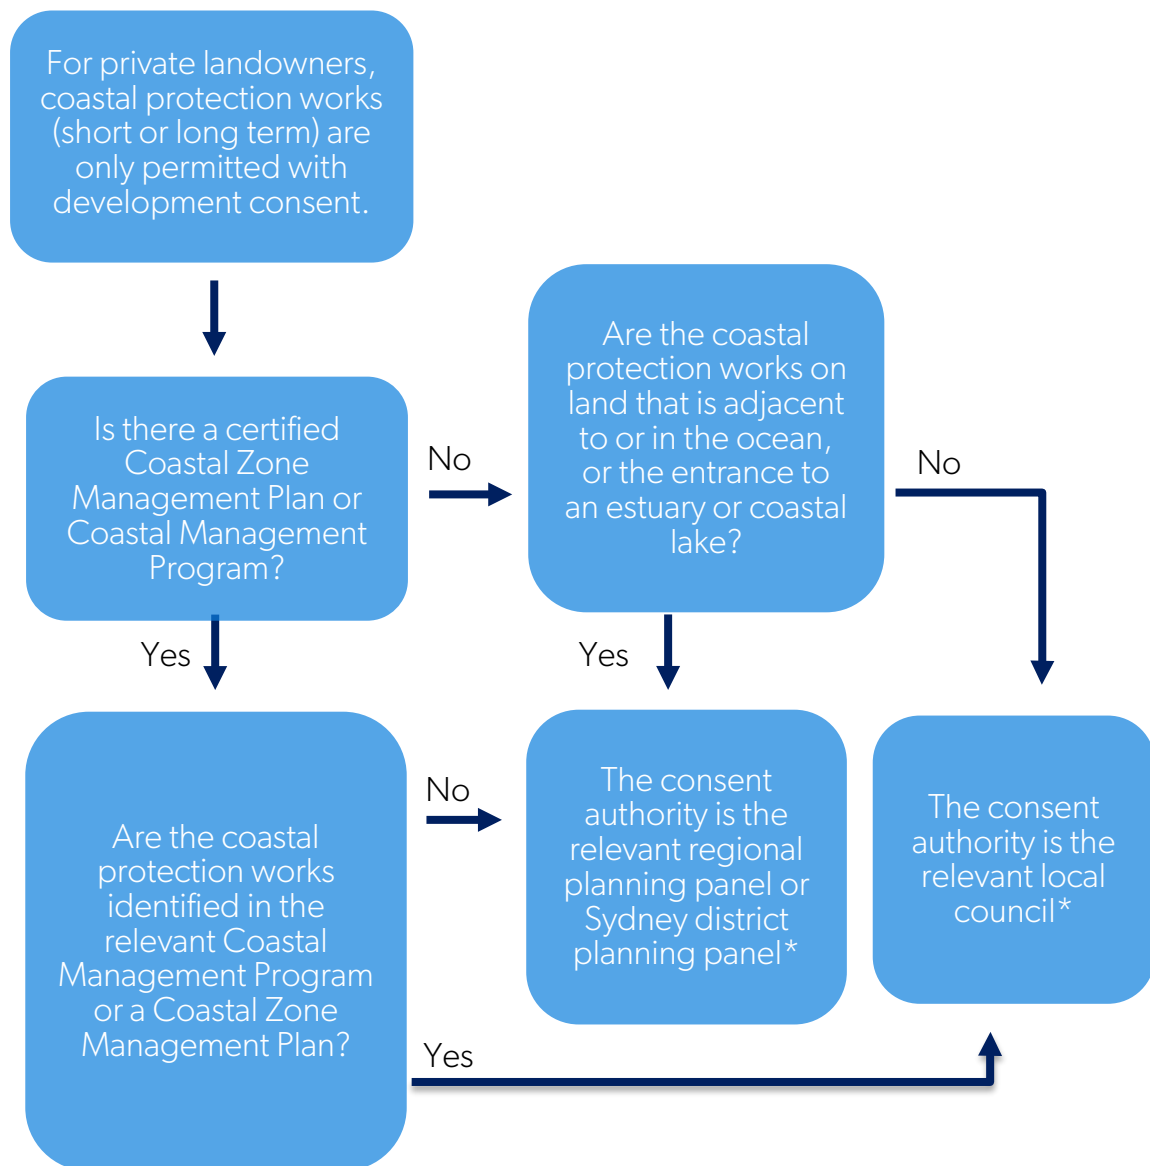 For private landowners,
coastal protection works
(short or long term) are
only permitted with
development consent.
Is there a certified
Coastal Zone
Management Plan or
Coastal Management
Program?
No
Are the coastal
protection works on
land that is adjacent
to or in the ocean,
or the entrance to
an estuary or coastal
lake?
No
Yes
Yes
Are the coastal
protection works
identified in the
relevant Coastal
Management Program
or a Coastal Zone
Management Plan?
No
The consent
authority is the
relevant regional
planning panel or
Sydney district
planning panel*
The consent
authority is the
relevant local
council*
Yes